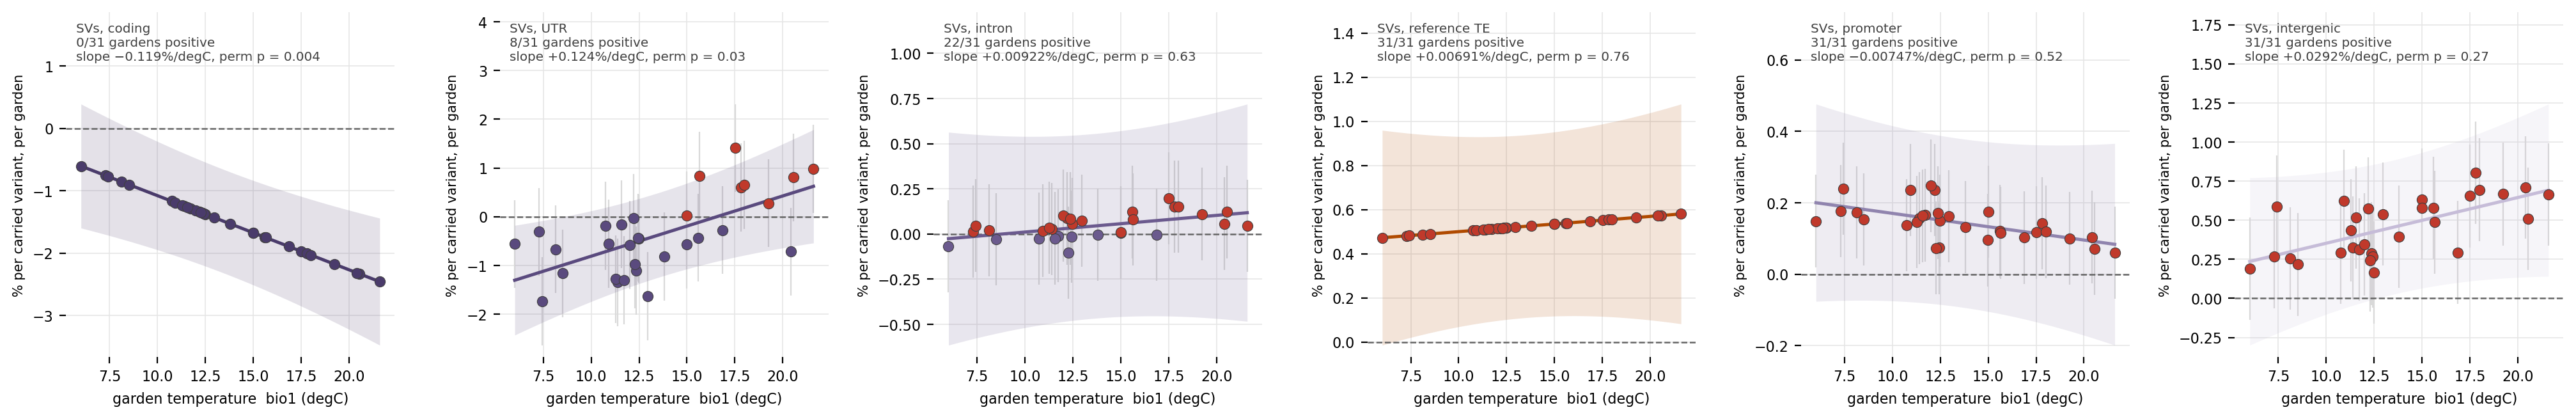 SVs, coding
0/31 gardens positive
slope −0.119%/degC, perm p = 0.004
% per carried variant, per garden
1
0
−1
−2
−3
7.5 10.0 12.5 15.0 17.5 20.0
garden temperature  bio1 (degC)
SVs, UTR
8/31 gardens positive
slope +0.124%/degC, perm p = 0.03
% per carried variant, per garden
4
3
2
1
0
−1
−2
7.5 10.0 12.5 15.0 17.5 20.0
garden temperature  bio1 (degC)
SVs, intron
22/31 gardens positive
slope +0.00922%/degC, perm p = 0.63
% per carried variant, per garden
1.00
0.75
0.50
0.25
0.00
−0.25
−0.50
7.5 10.0 12.5 15.0 17.5 20.0
garden temperature  bio1 (degC)
SVs, reference TE
31/31 gardens positive
slope +0.00691%/degC, perm p = 0.76
% per carried variant, per garden
1.4
1.2
1.0
0.8
0.6
0.4
0.2
0.0
7.5 10.0 12.5 15.0 17.5 20.0
garden temperature  bio1 (degC)
SVs, promoter
31/31 gardens positive
slope −0.00747%/degC, perm p = 0.52
% per carried variant, per garden
0.6
0.4
0.2
0.0
−0.2
7.5 10.0 12.5 15.0 17.5 20.0
garden temperature  bio1 (degC)
SVs, intergenic
31/31 gardens positive
slope +0.0292%/degC, perm p = 0.27
% per carried variant, per garden
1.75
1.50
1.25
1.00
0.75
0.50
0.25
0.00
−0.25
7.5 10.0 12.5 15.0 17.5 20.0
garden temperature  bio1 (degC)